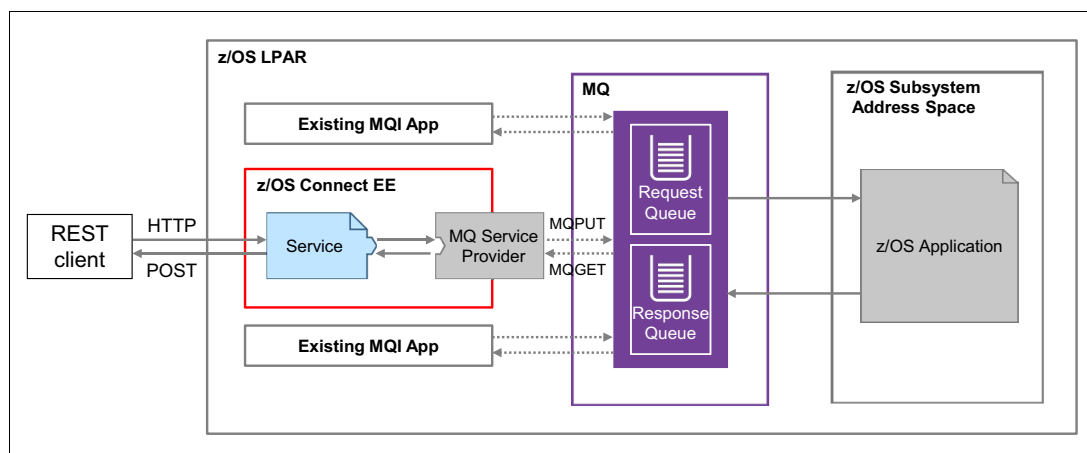 z/OS LPAR
Existing MQI App
MQ
z/OS Subsystem
Address Space
z/OS Connect EE
REST
client
HTTP
POST
Service
MQ Service
Provider
MQPUT
MQGET
Request
Queue
Response
Queue
z/OS Application
Existing MQI App